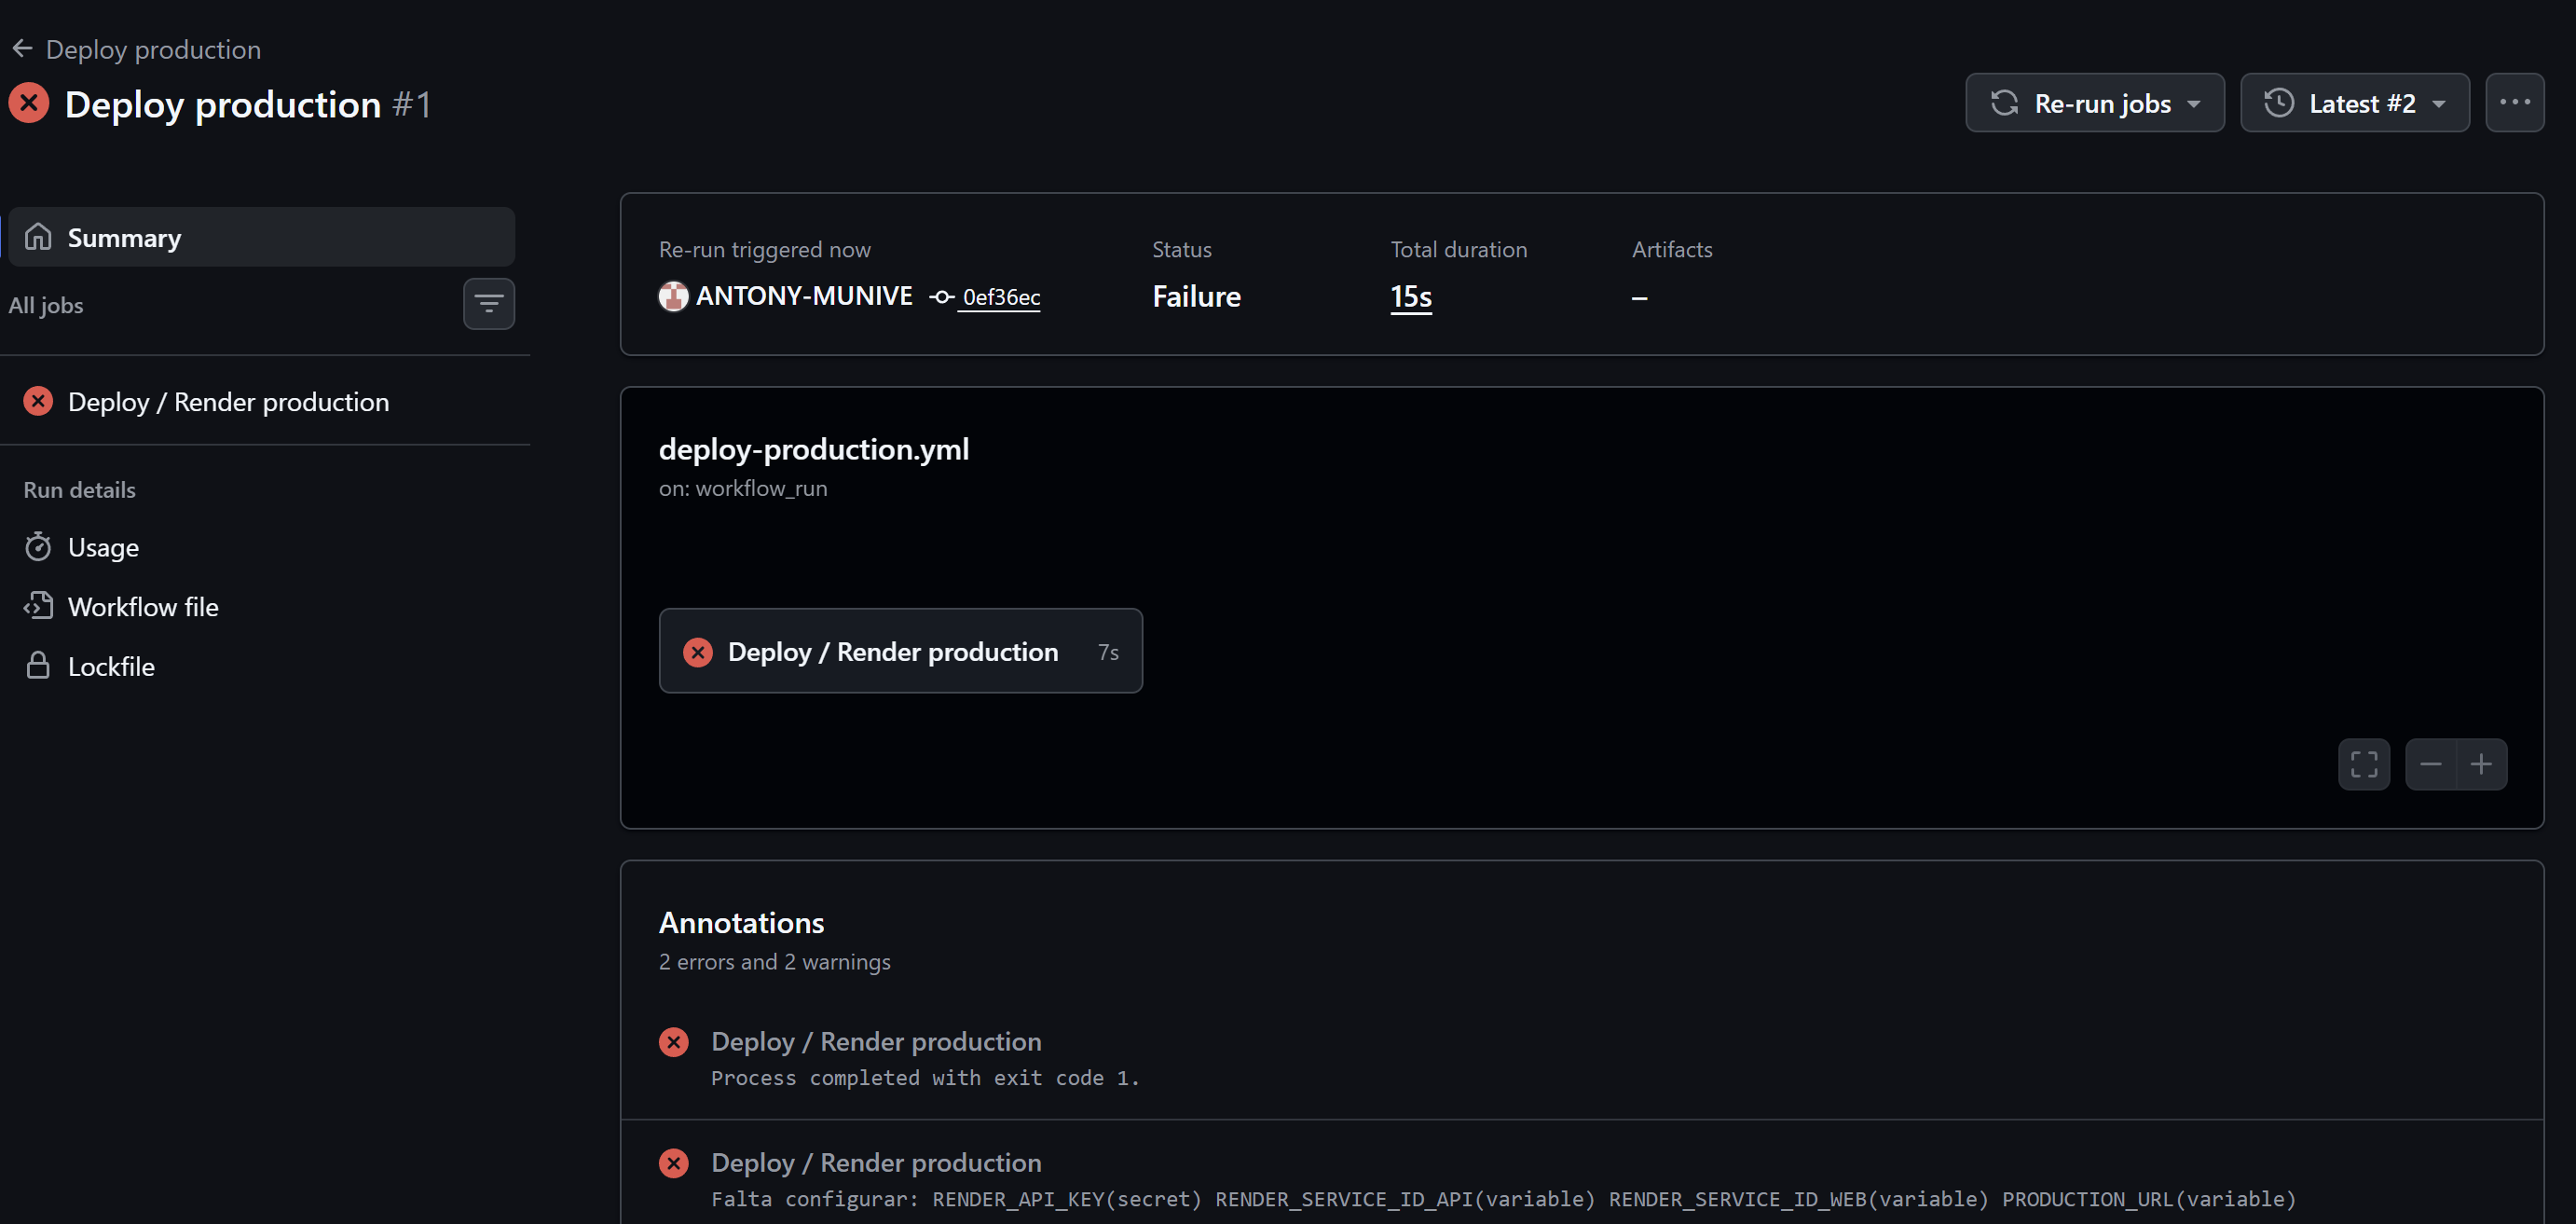 Deploy production
Deploy production #1
Re-run jobs
Latest #2
Summary
All jobs
Deploy / Render production
Run details
Usage
Workflow file
Lockfile
Re-run triggered now
ANTONY-MUNIVE 0ef36ec
Status
Failure
Total duration
15s
Artifacts
–
deploy-production.yml
on: workflow_run
Deploy / Render production 7s
Annotations
2 errors and 2 warnings
Deploy / Render production
Process completed with exit code 1.
Deploy / Render production
Falta configurar: RENDER_API_KEY(secret) RENDER_SERVICE_ID_API(variable) RENDER_SERVICE_ID_WEB(variable) PRODUCTION_URL(variable)